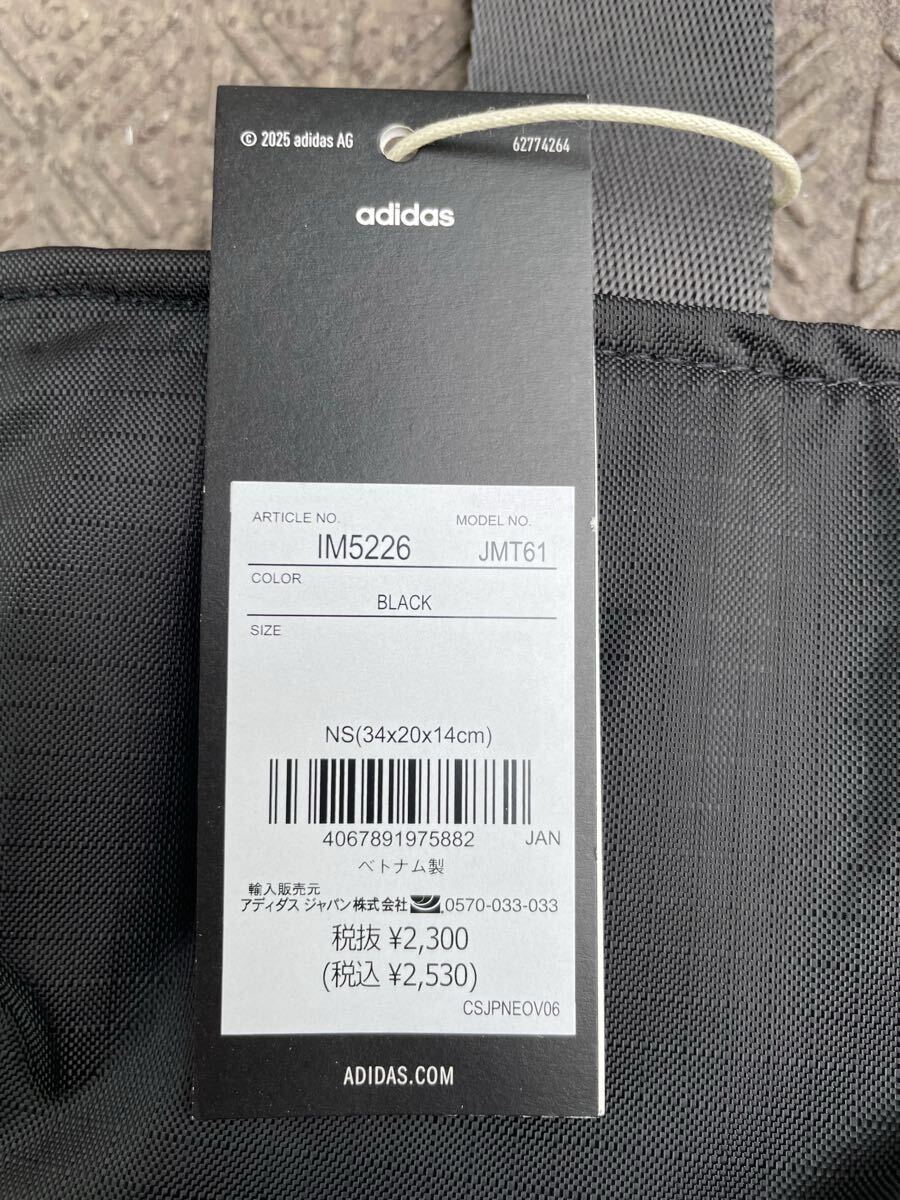 © 2025 adidas AG 62774264
adidas
ARTICLE NO. MODEL NO.
IM5226 JMT61
COLOR
BLACK
SIZE
NS(34x20x14cm)
4067891975882 JAN
ベトナム製
輸入販売元
アディダス ジャパン株式会社 0570-033-033
税抜 ¥2,300
(税込 ¥2,530)
CSJPNEOV06
ADIDAS.COM